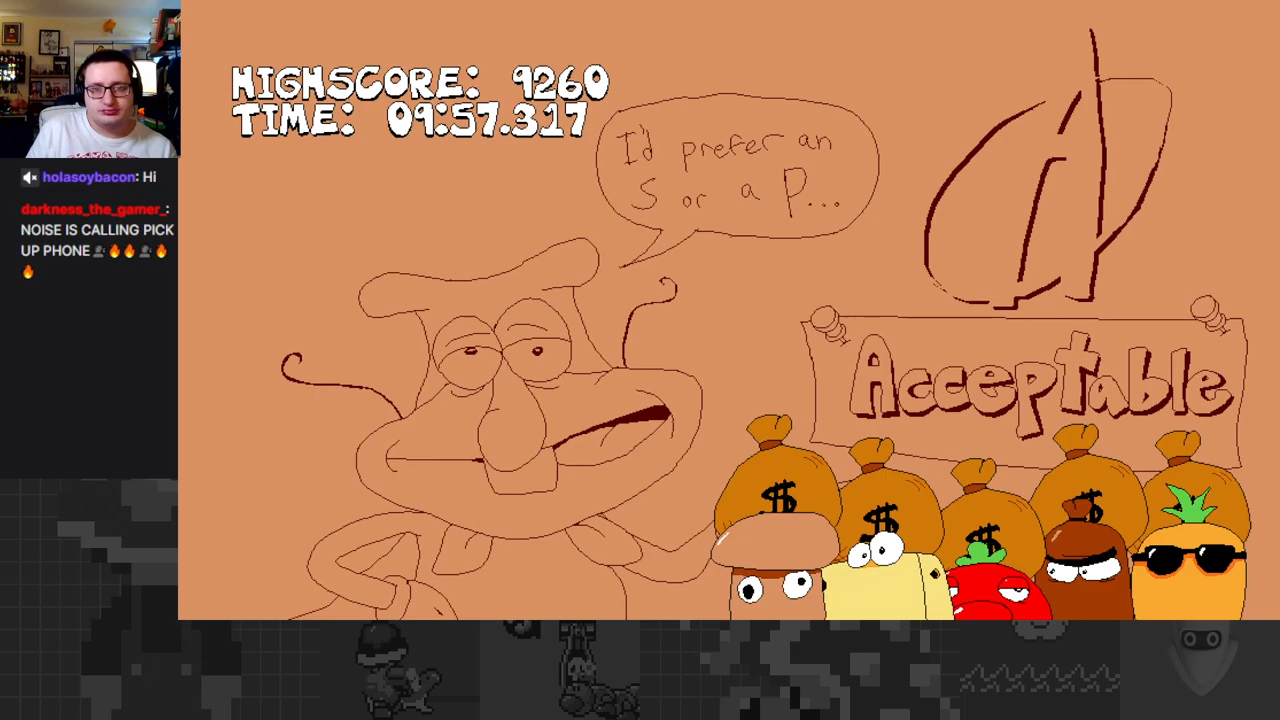 HIGHSCORE: 9260
TIME: 09:57.317
I'd prefer an
S or a P...
A
Acceptable
$ $ $ $
holasoybacon: Hi
darkness_the_gamer_:
NOISE IS CALLING PICK
UP PHONE